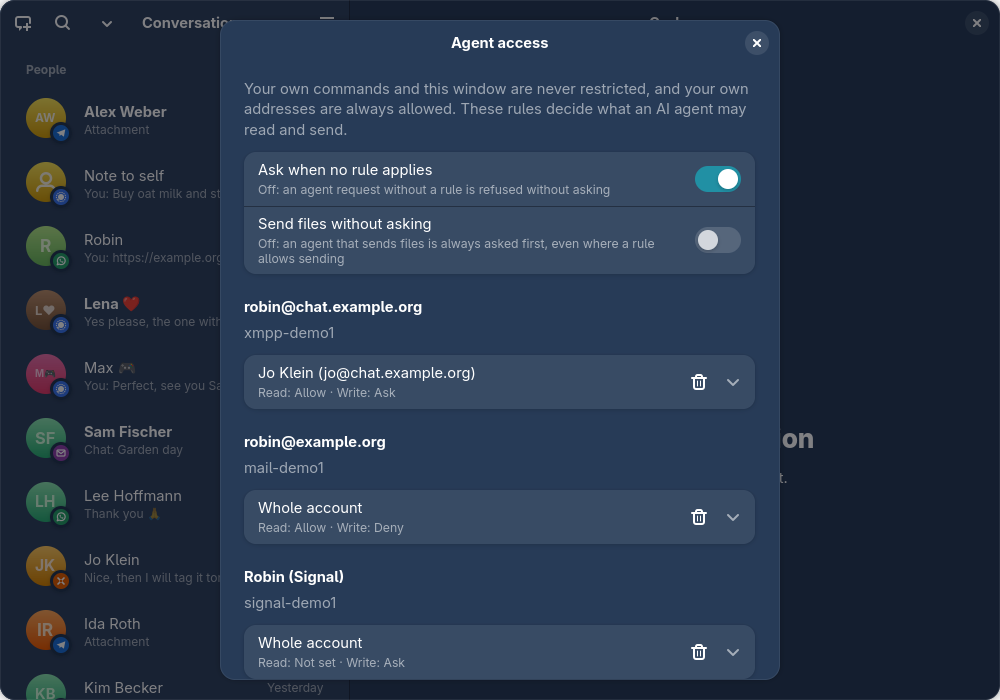 Conversatio
Agent access
People
Your own commands and this window are never restricted, and your own
addresses are always allowed. These rules decide what an AI agent may
read and send.
Ask when no rule applies
Off: an agent request without a rule is refused without asking
Send files without asking
Off: an agent that sends files is always asked first, even where a rule
allows sending
robin@chat.example.org
xmpp-demo1
Jo Klein (jo@chat.example.org)
Read: Allow · Write: Ask
robin@example.org
mail-demo1
Whole account
Read: Allow · Write: Deny
Robin (Signal)
signal-demo1
Whole account
Read: Not set · Write: Ask
AW
Alex Weber
Attachment
Note to self
You: Buy oat milk and st
R
Robin
You: https://example.org
L❤
Lena ❤️
Yes please, the one with
M🎮
Max 🎮
You: Perfect, see you Sa
SF
Sam Fischer
Chat: Garden day
LH
Lee Hoffmann
Thank you 🙏
JK
Jo Klein
Nice, then I will tag it to
IR
Ida Roth
Attachment
KB
Kim Becker
Yesterday
on
t.